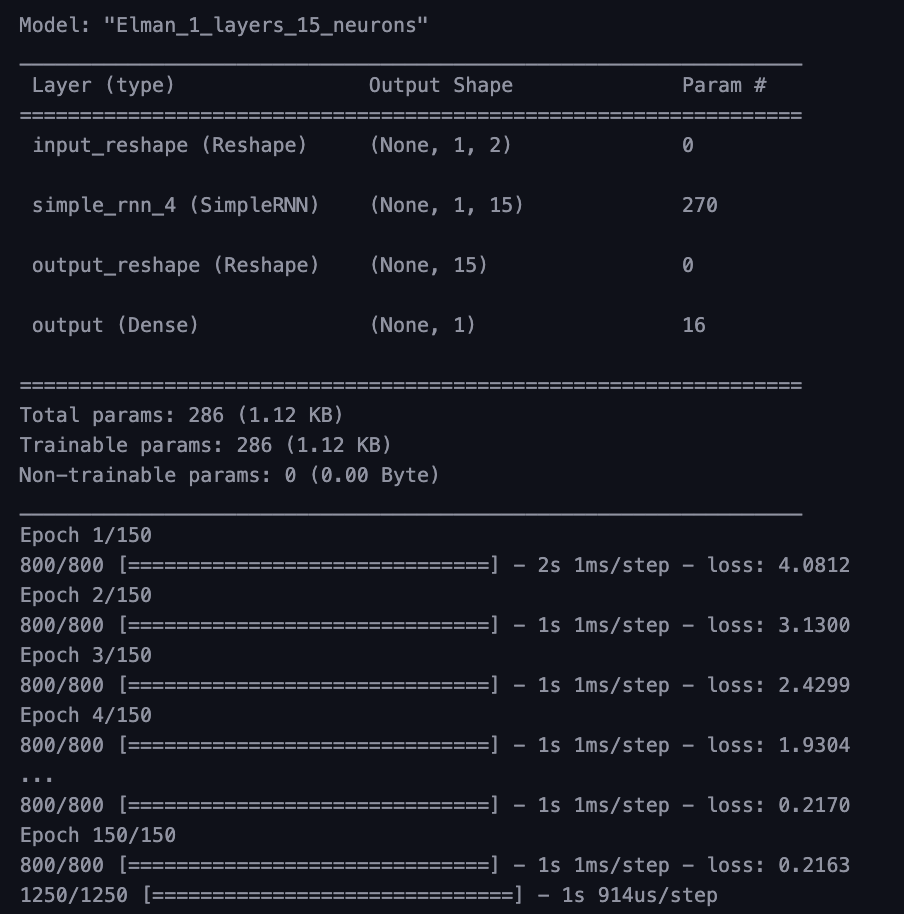 Model: "Elman_1_layers_15_neurons"
_________________________________________________________________
Layer (type)                Output Shape              Param #
=================================================================
input_reshape (Reshape)     (None, 1, 2)              0
simple_rnn_4 (SimpleRNN)    (None, 1, 15)             270
output_reshape (Reshape)    (None, 15)                0
output (Dense)              (None, 1)                 16
=================================================================
Total params: 286 (1.12 KB)
Trainable params: 286 (1.12 KB)
Non-trainable params: 0 (0.00 Byte)
_________________________________________________________________
Epoch 1/150
800/800 [==============================] - 2s 1ms/step - loss: 4.0812
Epoch 2/150
800/800 [==============================] - 1s 1ms/step - loss: 3.1300
Epoch 3/150
800/800 [==============================] - 1s 1ms/step - loss: 2.4299
Epoch 4/150
800/800 [==============================] - 1s 1ms/step - loss: 1.9304
...
800/800 [==============================] - 1s 1ms/step - loss: 0.2170
Epoch 150/150
800/800 [==============================] - 1s 1ms/step - loss: 0.2163
1250/1250 [==============================] - 1s 914us/step